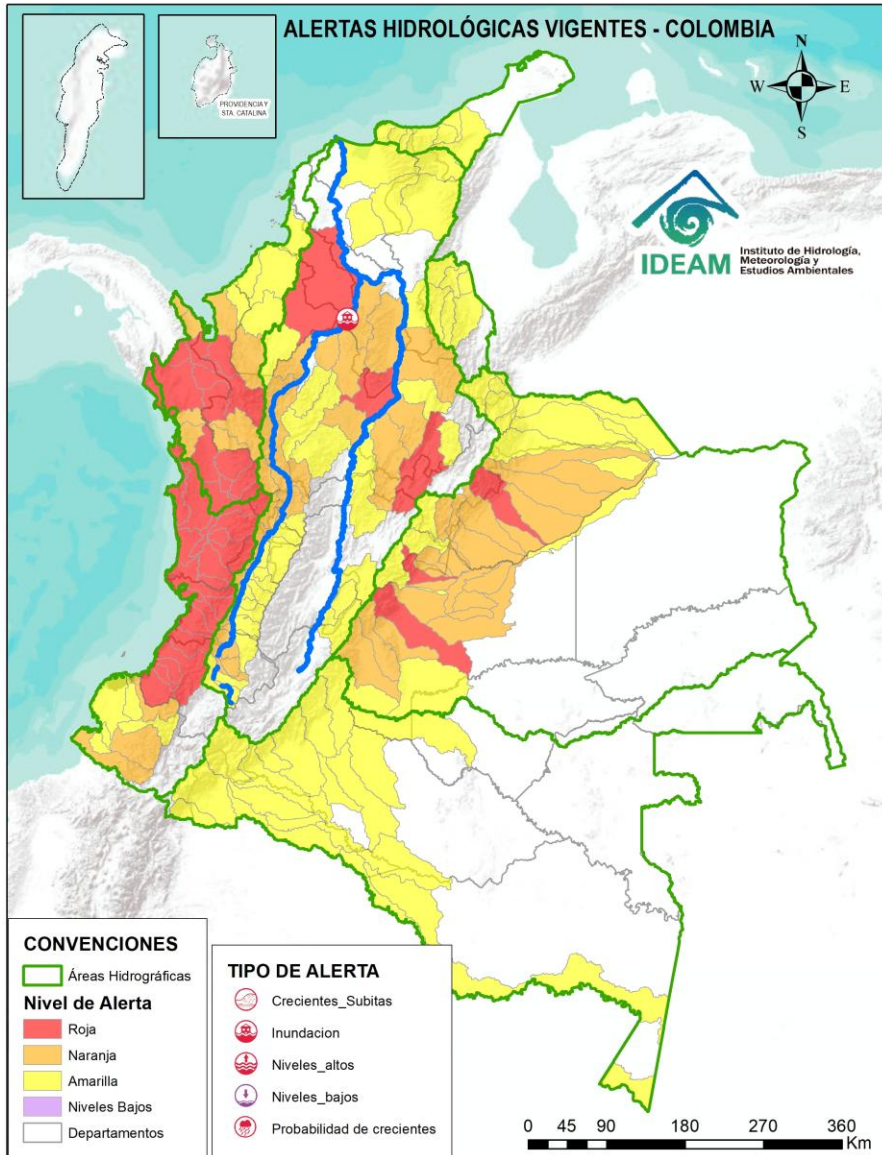 ALERTAS HIDROLÓGICAS VIGENTES - COLOMBIA
PROVIDENCIA Y
STA. CATALINA
N
W
E
S
IDEAM
Instituto de Hidrología,
Meteorología y
Estudios Ambientales
CONVENCIONES
Áreas Hidrográficas
Nivel de Alerta
Roja
Naranja
Amarilla
Niveles Bajos
Departamentos
TIPO DE ALERTA
Crecientes_Subitas
Inundacion
Niveles_altos
Niveles_bajos
Probabilidad de crecientes
0 45 90 180 270 360
Km